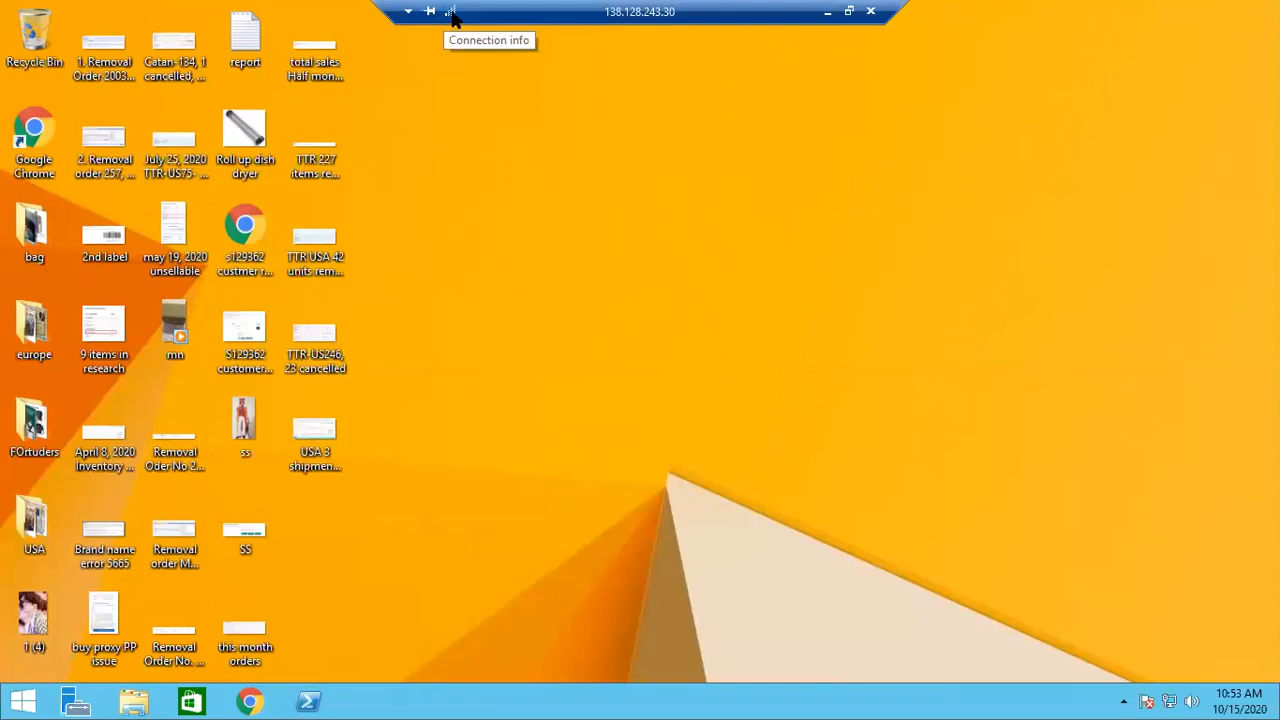 138.128.243.30
Connection info
Recycle Bin
1. Removal
Order 2003...
Catan-134, 1
cancelled, ...
report
total sales
Half mon...
Google
Chrome
2. Removal
order 257, ...
July 25, 2020
TTR-US75- ...
Roll up dish
dryer
TTR 227
items re...
bag
2nd label
may 19, 2020
unsellable
s129362
custmer r...
TTR USA 42
units rem...
europe
9 items in
research
mn
S129362
customer...
TTR-US246,
23 cancelled
FOrtuders
April 8, 2020
Inventory ...
Removal
Oder No 2...
ss
USA 3
shipmen...
USA
Brand name
error 5665
Removal
order M...
SS
1 (4)
buy proxy PP
issue
Removal
Order No. ...
this month
orders
10:53 AM
10/15/2020